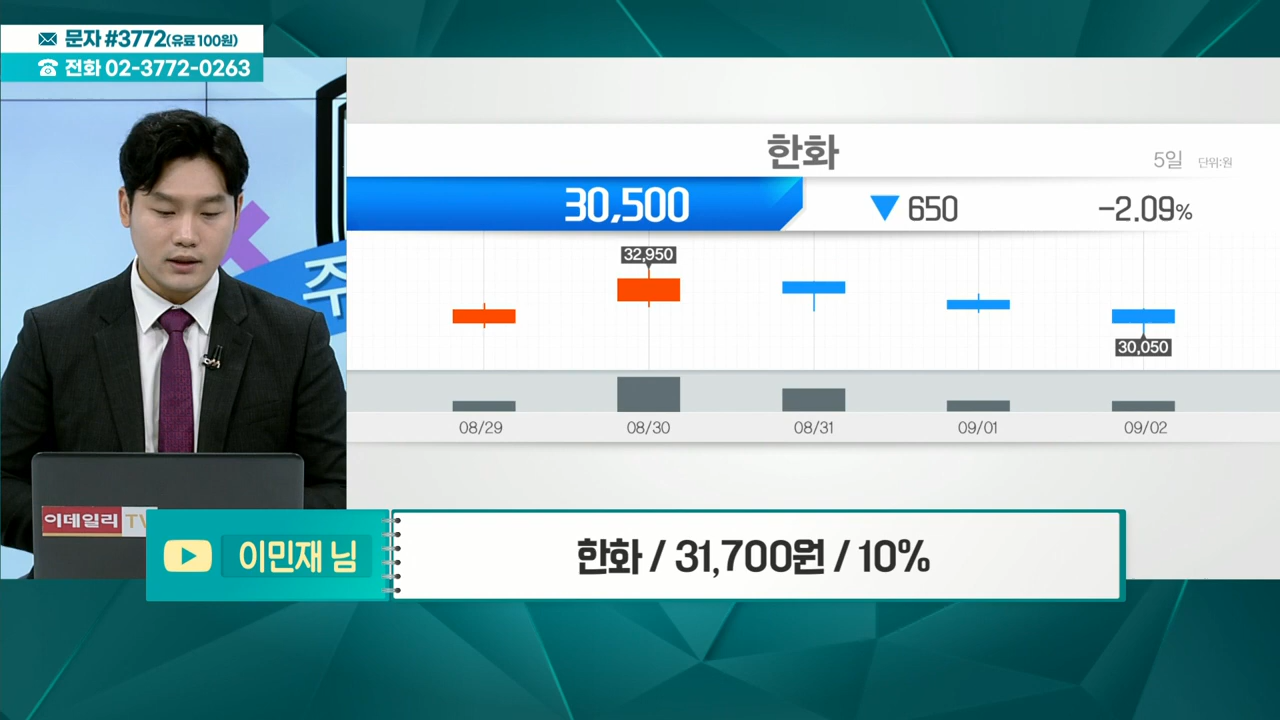 문자 #3772(유료 100원)
전화 02-3772-0263
한화
5일 단위:원
30,500 ▼ 650 -2.09%
32,950
30,050
08/29 08/30 08/31 09/01 09/02
주
이데일리 TV
이민재 님
한화 / 31,700원 / 10%